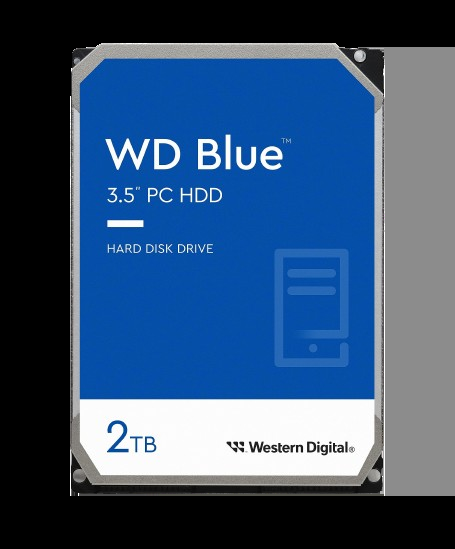 WD Blue™
3.5" PC HDD
HARD DISK DRIVE
2TB
Western Digital®